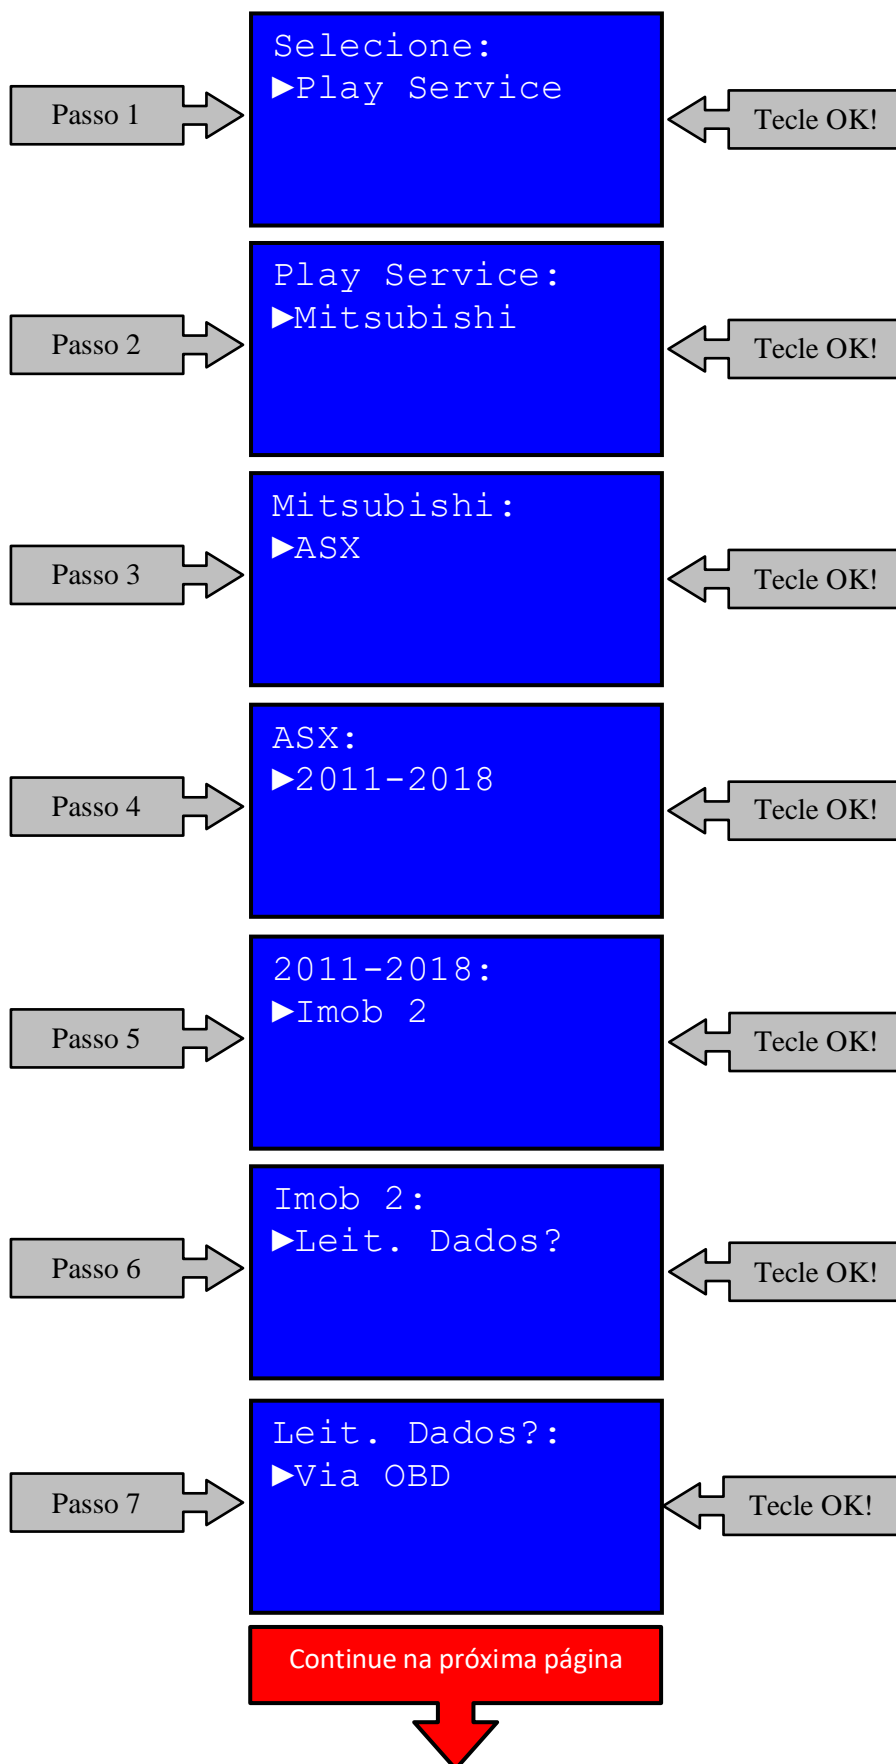 Selecione:
►Play Service
Passo 1
Tecle OK!
Play Service:
►Mitsubishi
Passo 2
Tecle OK!
Mitsubishi:
►ASX
Passo 3
Tecle OK!
ASX:
►2011-2018
Passo 4
Tecle OK!
2011-2018:
►Imob 2
Passo 5
Tecle OK!
Imob 2:
►Leit. Dados?
Passo 6
Tecle OK!
Leit. Dados?:
►Via OBD
Passo 7
Tecle OK!
Continue na próxima página